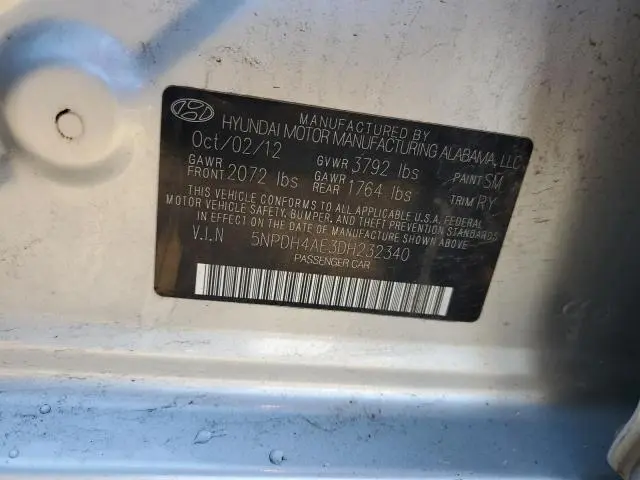 MANUFACTURED BY
HYUNDAI MOTOR MANUFACTURING ALABAMA, LLC
Oct/02/12 GVWR 3792 lbs PAINT SM
GAWR FRONT 2072 lbs GAWR REAR 1764 lbs TRIM RY
THIS VEHICLE CONFORMS TO ALL APPLICABLE U.S.A. FEDERAL
MOTOR VEHICLE SAFETY, BUMPER, AND THEFT PREVENTION STANDARDS
IN EFFECT ON THE DATE OF MANUFACTURE SHOWN ABOVE.
V.I.N 5NPDH4AE3DH232340
PASSENGER CAR